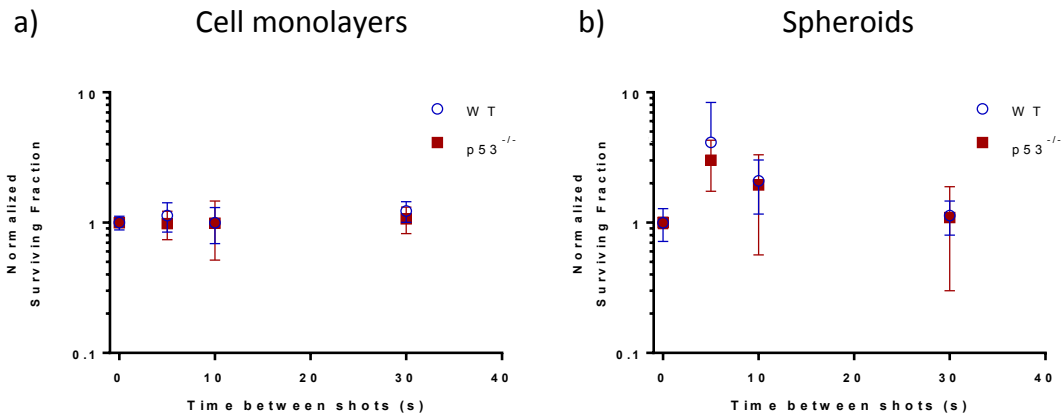 a) Cell monolayers
10
1
0.1
Normalized
Surviving Fraction
0 10 20 30 40
Time between shots (s)
WT
p53-/-
b) Spheroids
10
1
0.1
Normalized
Surviving Fraction
0 10 20 30 40
Time between shots (s)
WT
p53-/-